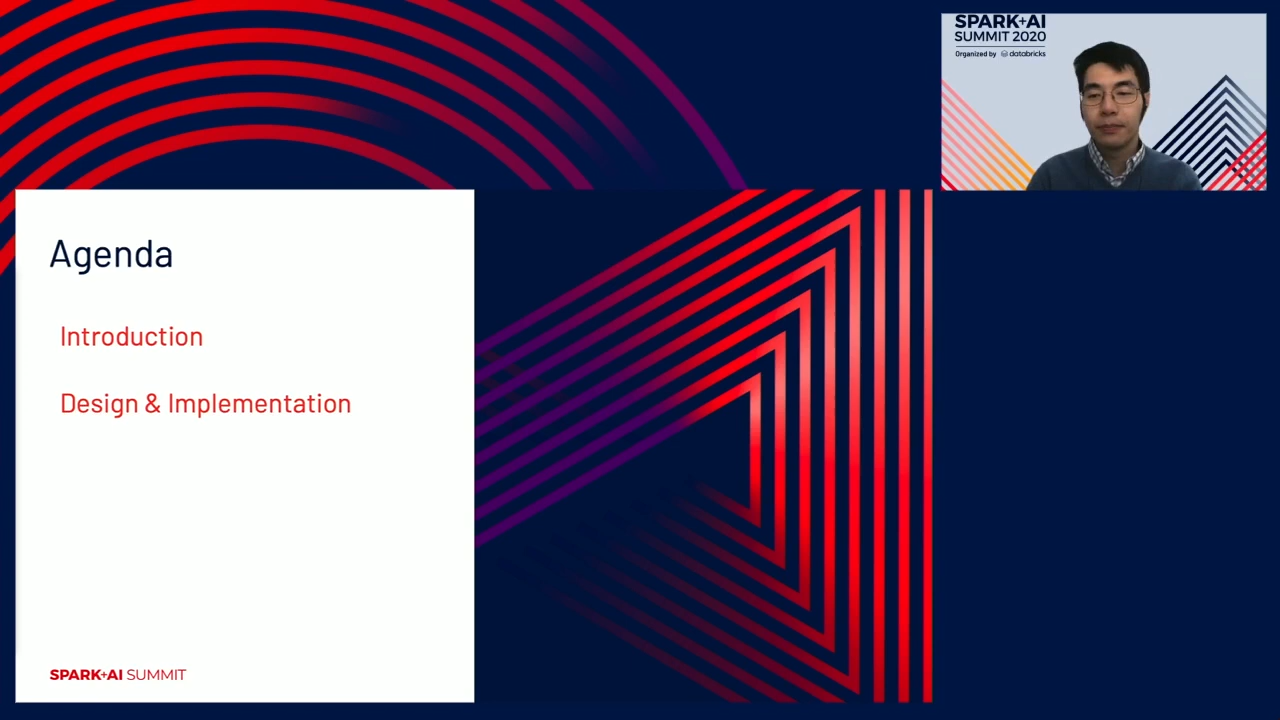 SPARK+AI
SUMMIT 2020
Organized by databricks
Agenda
Introduction
Design & Implementation
SPARK+AI SUMMIT